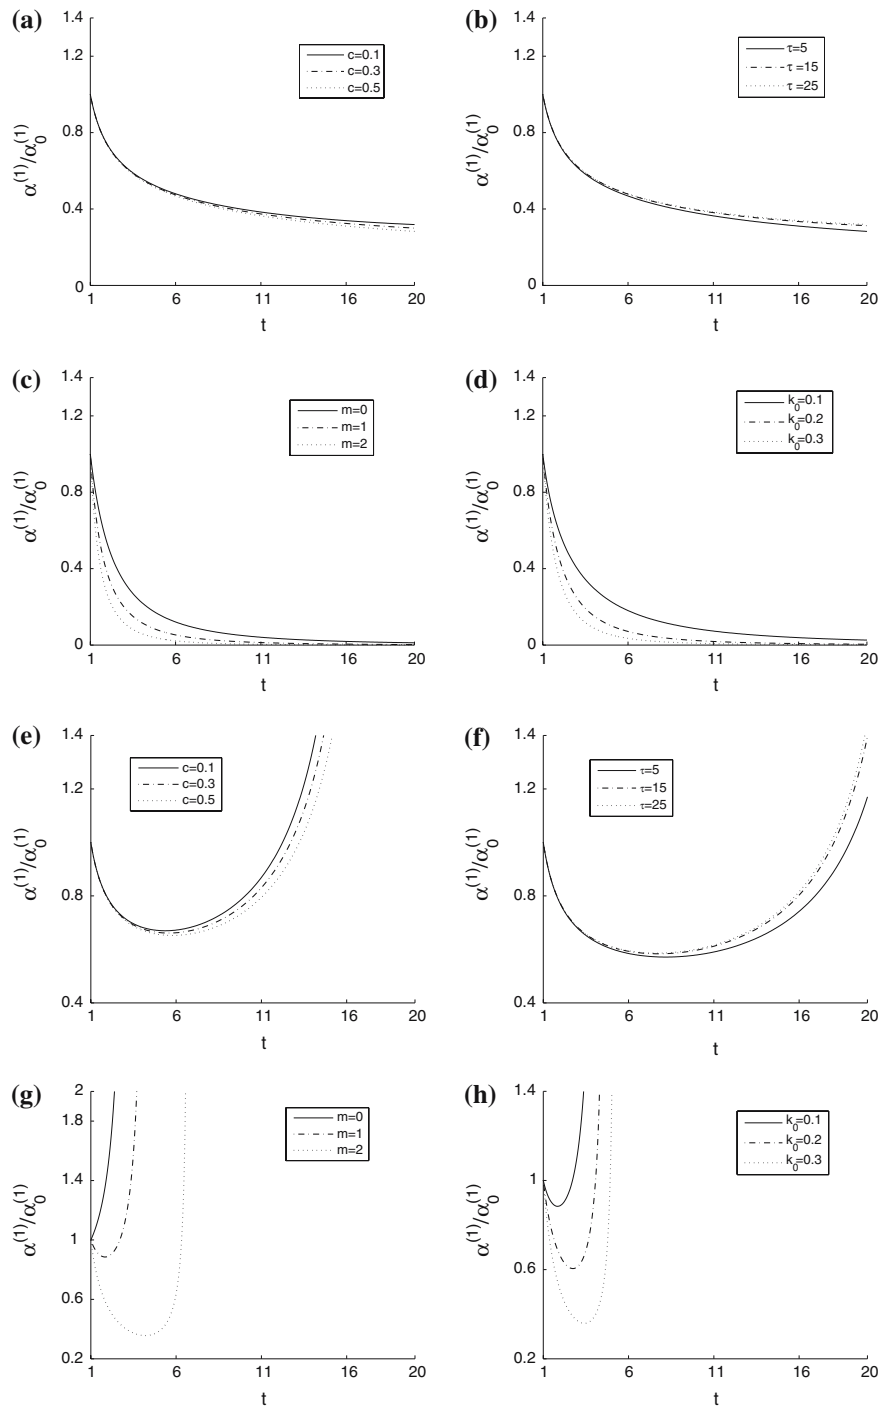 (a)
1.4
1.2
0.8
0.4
0
α(1)/α0(1)
c=0.1
c=0.3
c=0.5
1 6 11 16 20
t
(b)
1.4
1.2
0.8
0.4
0
α(1)/α0(1)
τ=5
τ =15
τ =25
1 6 11 16 20
t
(c)
1.4
1.2
0.8
0.4
0
α(1)/α0(1)
m=0
m=1
m=2
1 6 11 16 20
t
(d)
1.4
1.2
0.8
0.4
0
α(1)/α0(1)
k0=0.1
k0=0.2
k0=0.3
1 6 11 16 20
t
(e)
1.4
1.2
0.8
0.4
α(1)/α0(1)
c=0.1
c=0.3
c=0.5
1 6 11 16 20
t
(f)
1.4
1.2
0.8
0.4
α(1)/α0(1)
τ=5
τ=15
τ=25
1 6 11 16 20
t
(g)
2
1.8
1.4
1
0.6
0.2
α(1)/α0(1)
m=0
m=1
m=2
1 6 11 16 20
t
(h)
1.4
1
0.6
0.2
α(1)/α0(1)
k0=0.1
k0=0.2
k0=0.3
1 6 11 16 20
t